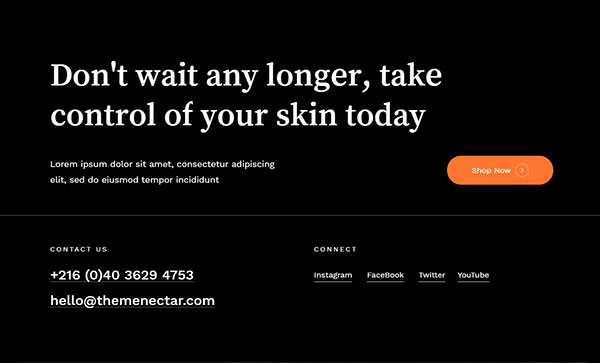 Don't wait any longer, take
control of your skin today
Lorem ipsum dolor sit amet, consectetur adipiscing
elit, sed do eiusmod tempor incididunt
Shop Now
CONTACT US
+216 (0)40 3629 4753
hello@themenectar.com
CONNECT
Instagram FaceBook Twitter YouTube